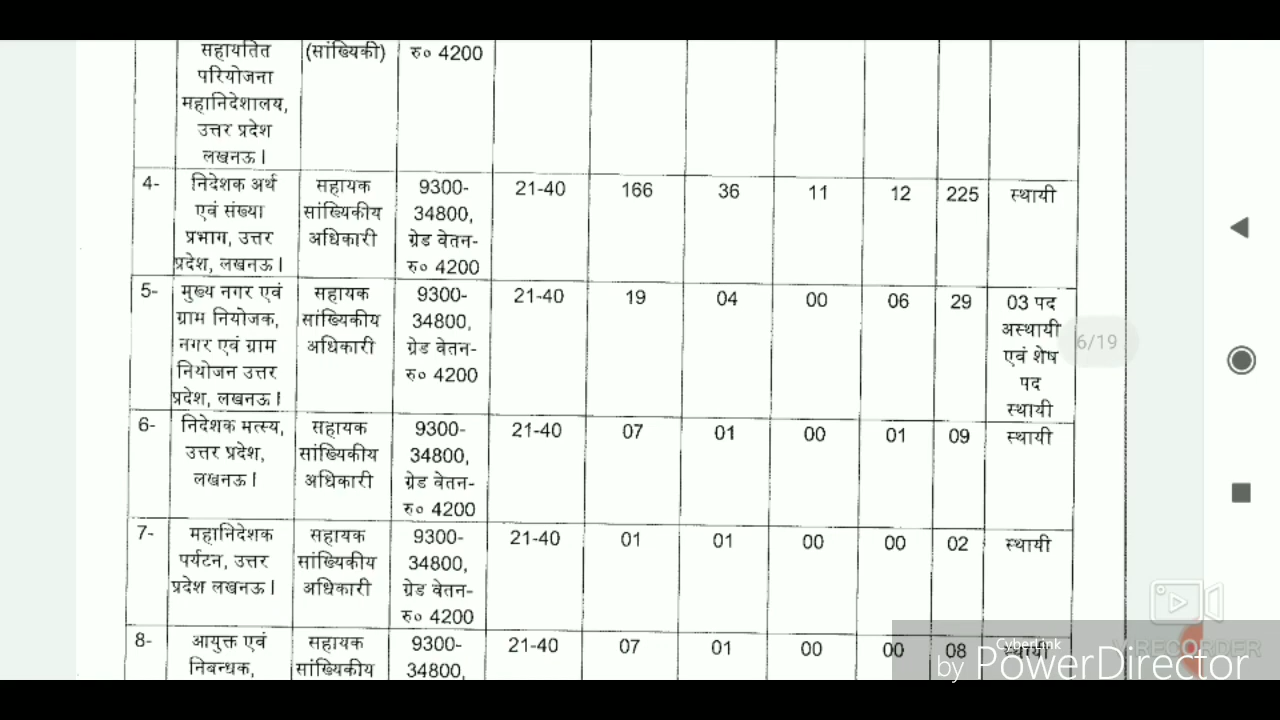 सहायतित (सांख्यिकी) रु० 4200
परियोजना
महानिदेशालय,
उत्तर प्रदेश
लखनऊ।
4- निदेशक अर्थ सहायक 9300- 21-40 166 36 11 12 225 स्थायी
एवं संख्या सांख्यिकीय 34800,
प्रभाग, उत्तर अधिकारी ग्रेड वेतन-
प्रदेश, लखनऊ। रु० 4200
5- मुख्य नगर एवं सहायक 9300- 21-40 19 04 00 06 29 03 पद
ग्राम नियोजक, सांख्यिकीय 34800, अस्थायी
नगर एवं ग्राम अधिकारी ग्रेड वेतन- एवं शेष
नियोजन उत्तर रु० 4200 पद
प्रदेश, लखनऊ। स्थायी
6/19
6- निदेशक मत्स्य, सहायक 9300- 21-40 07 01 00 01 09 स्थायी
उत्तर प्रदेश, सांख्यिकीय 34800,
लखनऊ। अधिकारी ग्रेड वेतन-
रु० 4200
7- महानिदेशक सहायक 9300- 21-40 01 01 00 00 02 स्थायी
पर्यटन, उत्तर सांख्यिकीय 34800,
प्रदेश लखनऊ। अधिकारी ग्रेड वेतन-
रु० 4200
8- आयुक्त एवं सहायक 9300- 21-40 07 01 00 00 08 स्थायी
निबन्धक, सांख्यिकीय 34800,
CyberLink
by PowerDirector